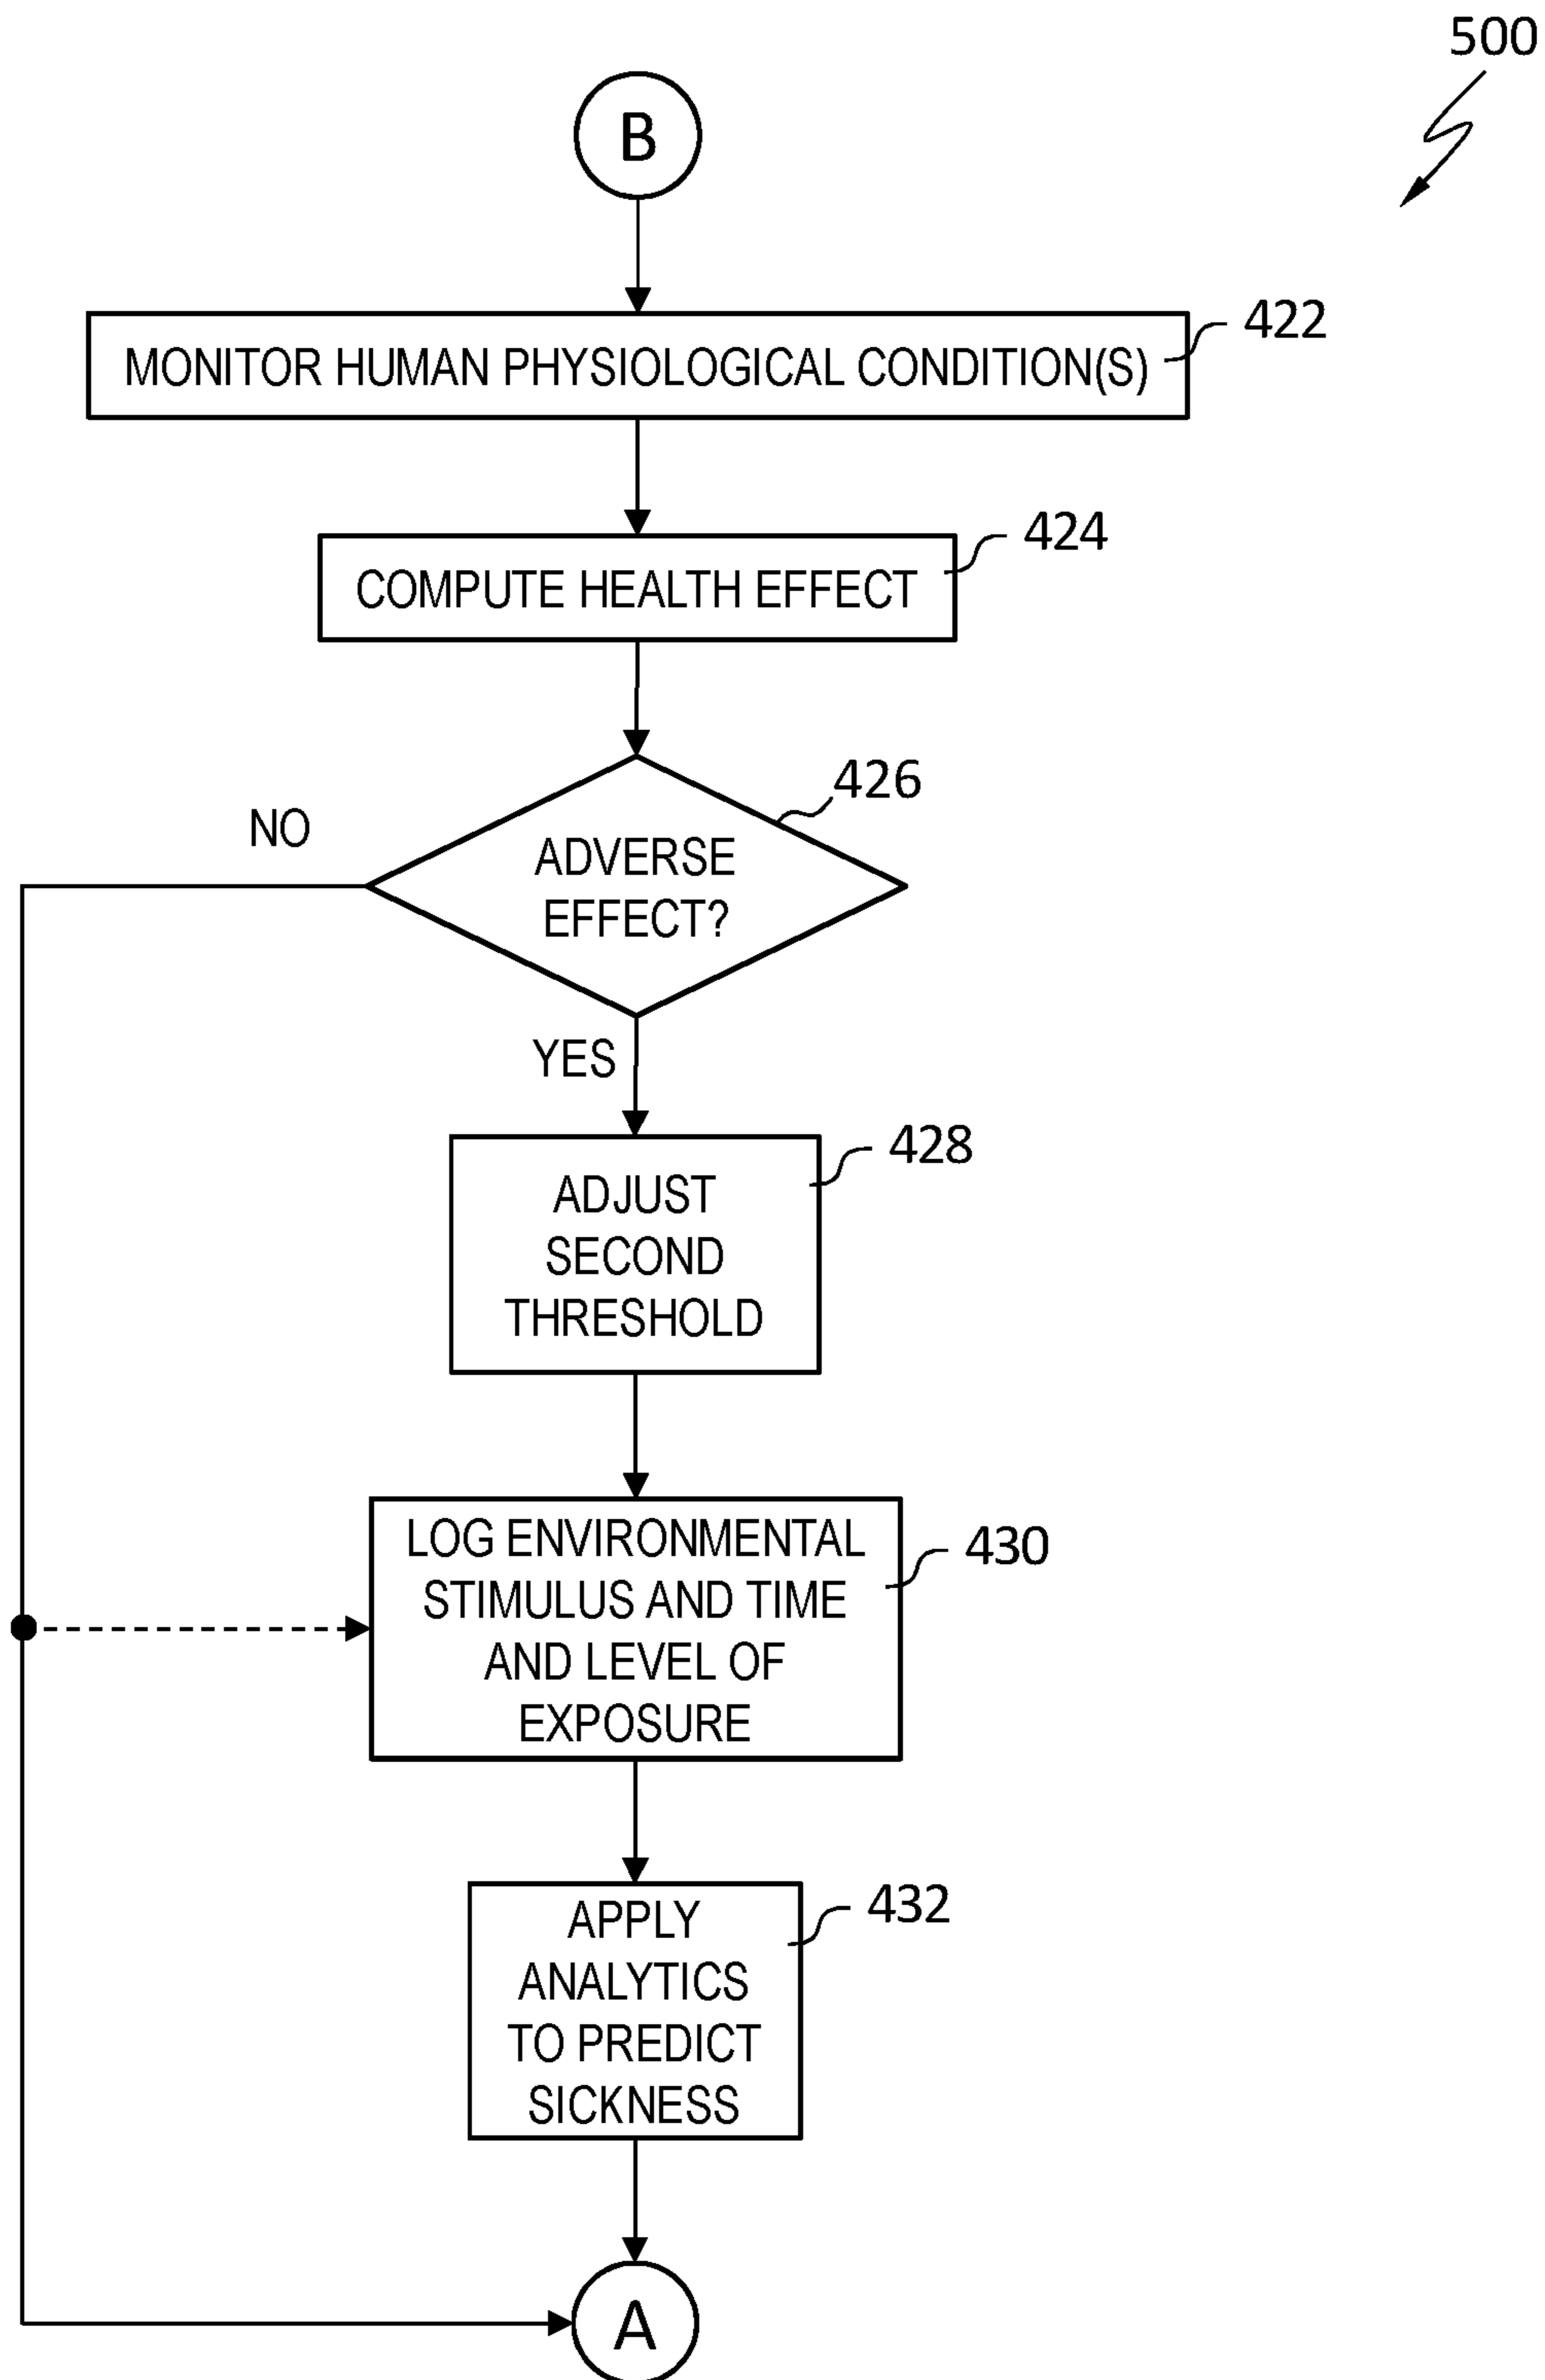 500
B
MONITOR HUMAN PHYSIOLOGICAL CONDITION(S)
422
COMPUTE HEALTH EFFECT
424
426
NO
ADVERSE
EFFECT?
YES
428
ADJUST
SECOND
THRESHOLD
LOG ENVIRONMENTAL
430
STIMULUS AND TIME
AND LEVEL OF
EXPOSURE
432
APPLY
ANALYTICS
TO PREDICT
SICKNESS
A